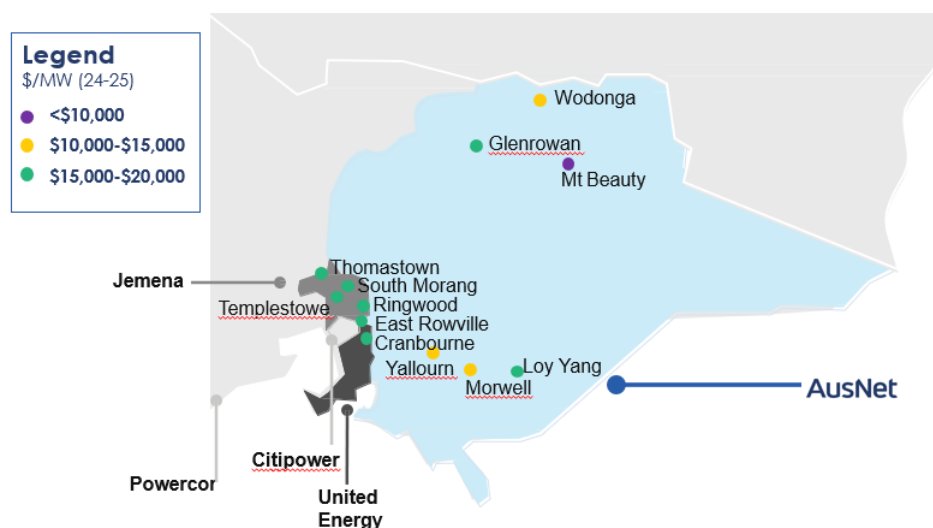 Legend
$/MW (24-25)
<$10,000
$10,000-$15,000
$15,000-$20,000
Wodonga
Glenrowan
Mt Beauty
Thomastown
Jemena
South Morang
Templestowe
Ringwood
East Rowville
Cranbourne
Yallourn
Loy Yang
Morwell
AusNet
Citipower
Powercor
United
Energy